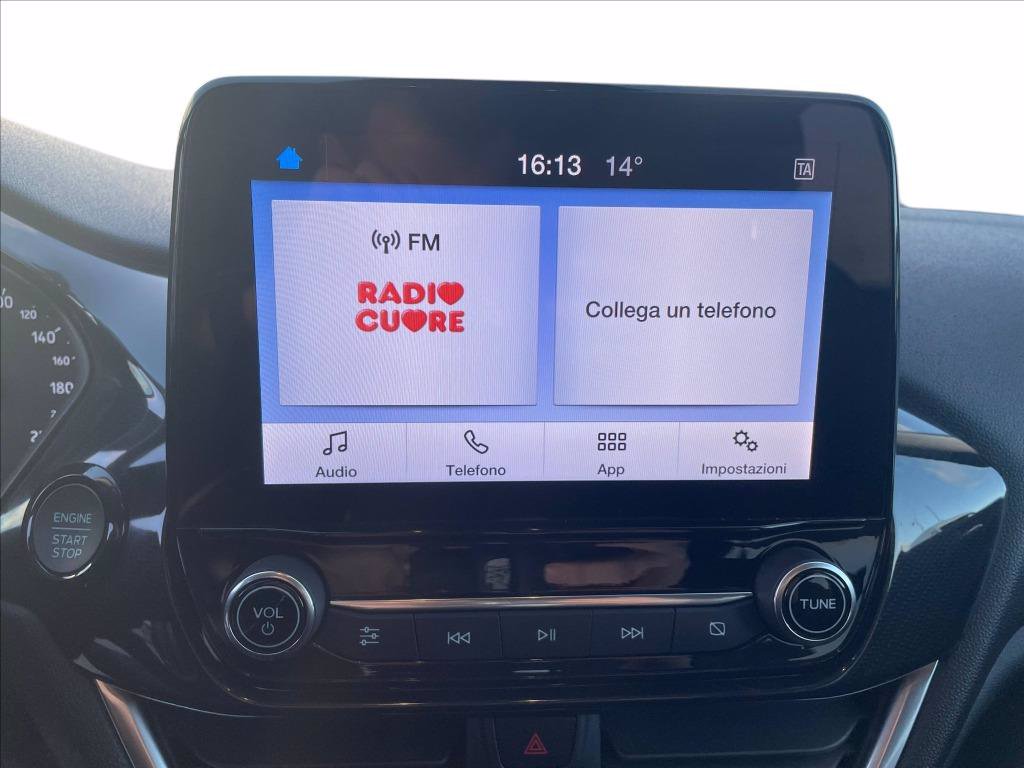 16:13 14° TA
FM
RADIO
CUORE
Collega un telefono
Audio
Telefono
App
Impostazioni
120
140
160
180
ENGINE
START
STOP
VOL
TUNE